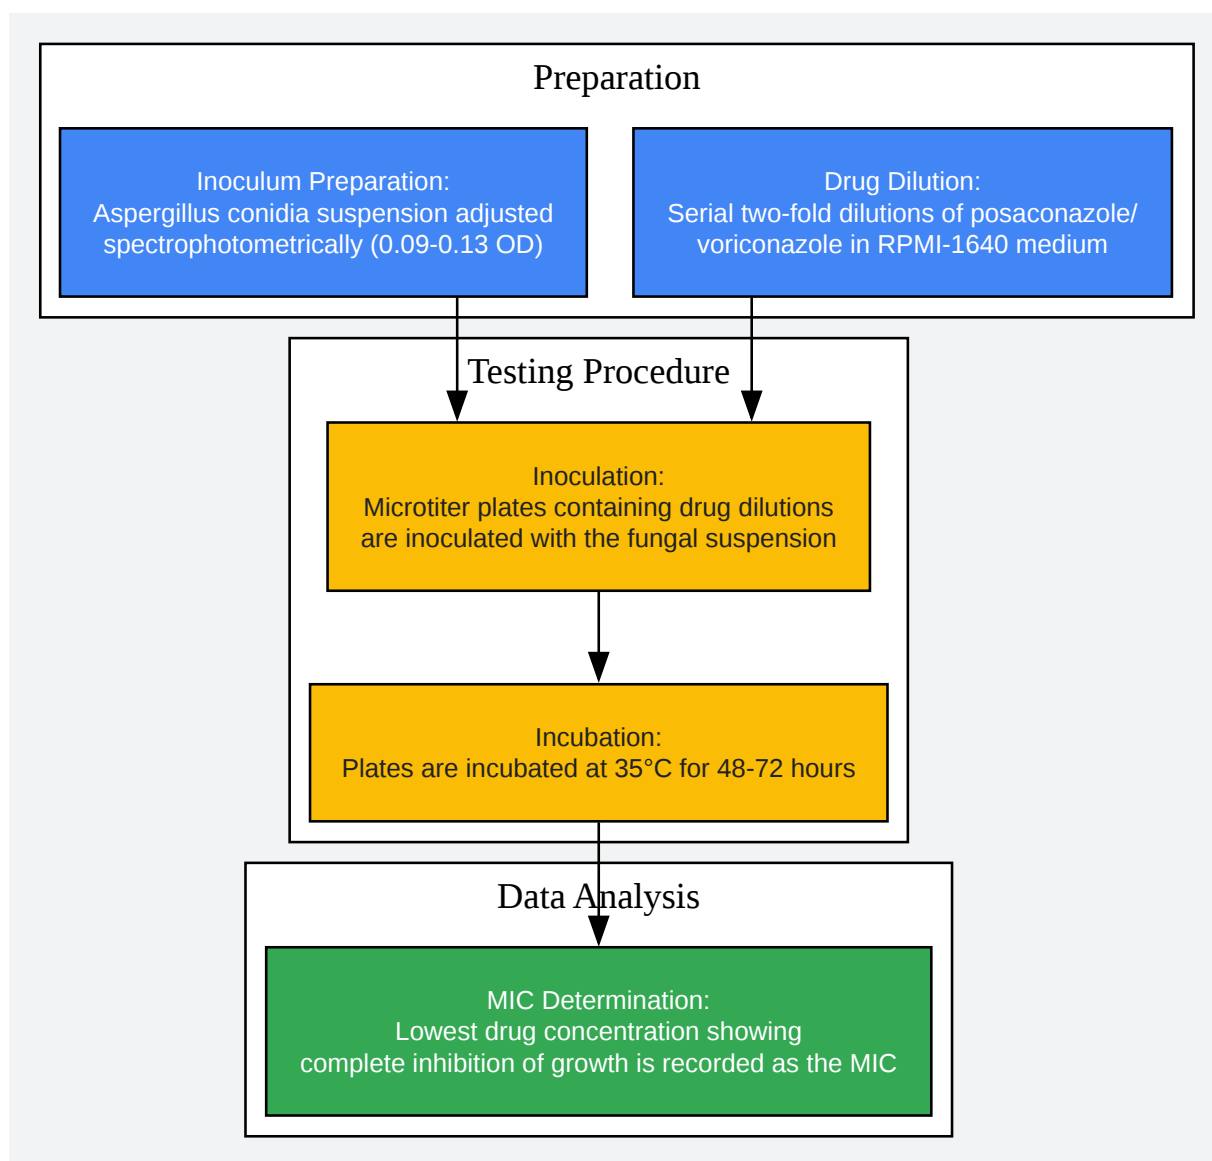 Preparation
Inoculum Preparation:
Aspergillus conidia suspension adjusted
spectrophotometrically (0.09-0.13 OD)
Drug Dilution:
Serial two-fold dilutions of posaconazole/
voriconazole in RPMI-1640 medium
Testing Procedure
Inoculation:
Microtiter plates containing drug dilutions
are inoculated with the fungal suspension
Incubation:
Plates are incubated at 35°C for 48-72 hours
Data Analysis
MIC Determination:
Lowest drug concentration showing
complete inhibition of growth is recorded as the MIC